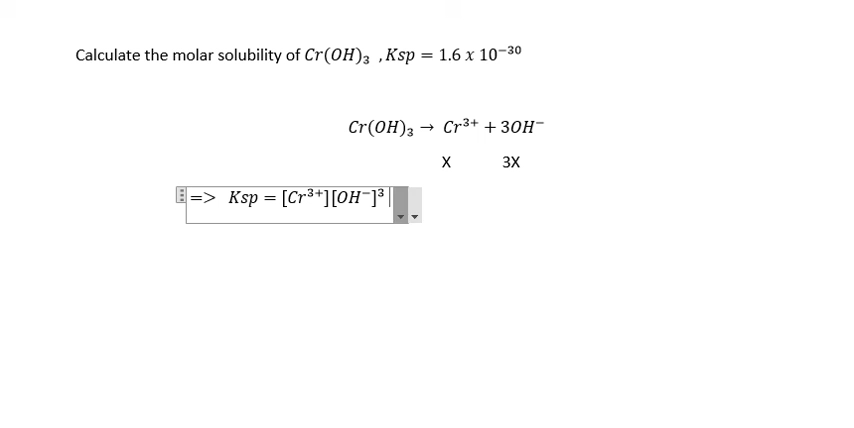 Calculate the molar solubility of Cr(OH)₃ , Ksp = 1.6 x 10⁻³⁰
Cr(OH)₃ → Cr³⁺ + 3OH⁻
X 3X
=> Ksp = [Cr³⁺][OH⁻]³